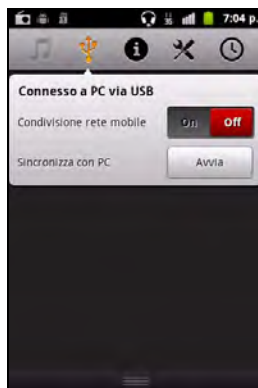 7:04 p.
Connesso a PC via USB
Condivisione rete mobile
On
Off
Sincronizza con PC
Avvia